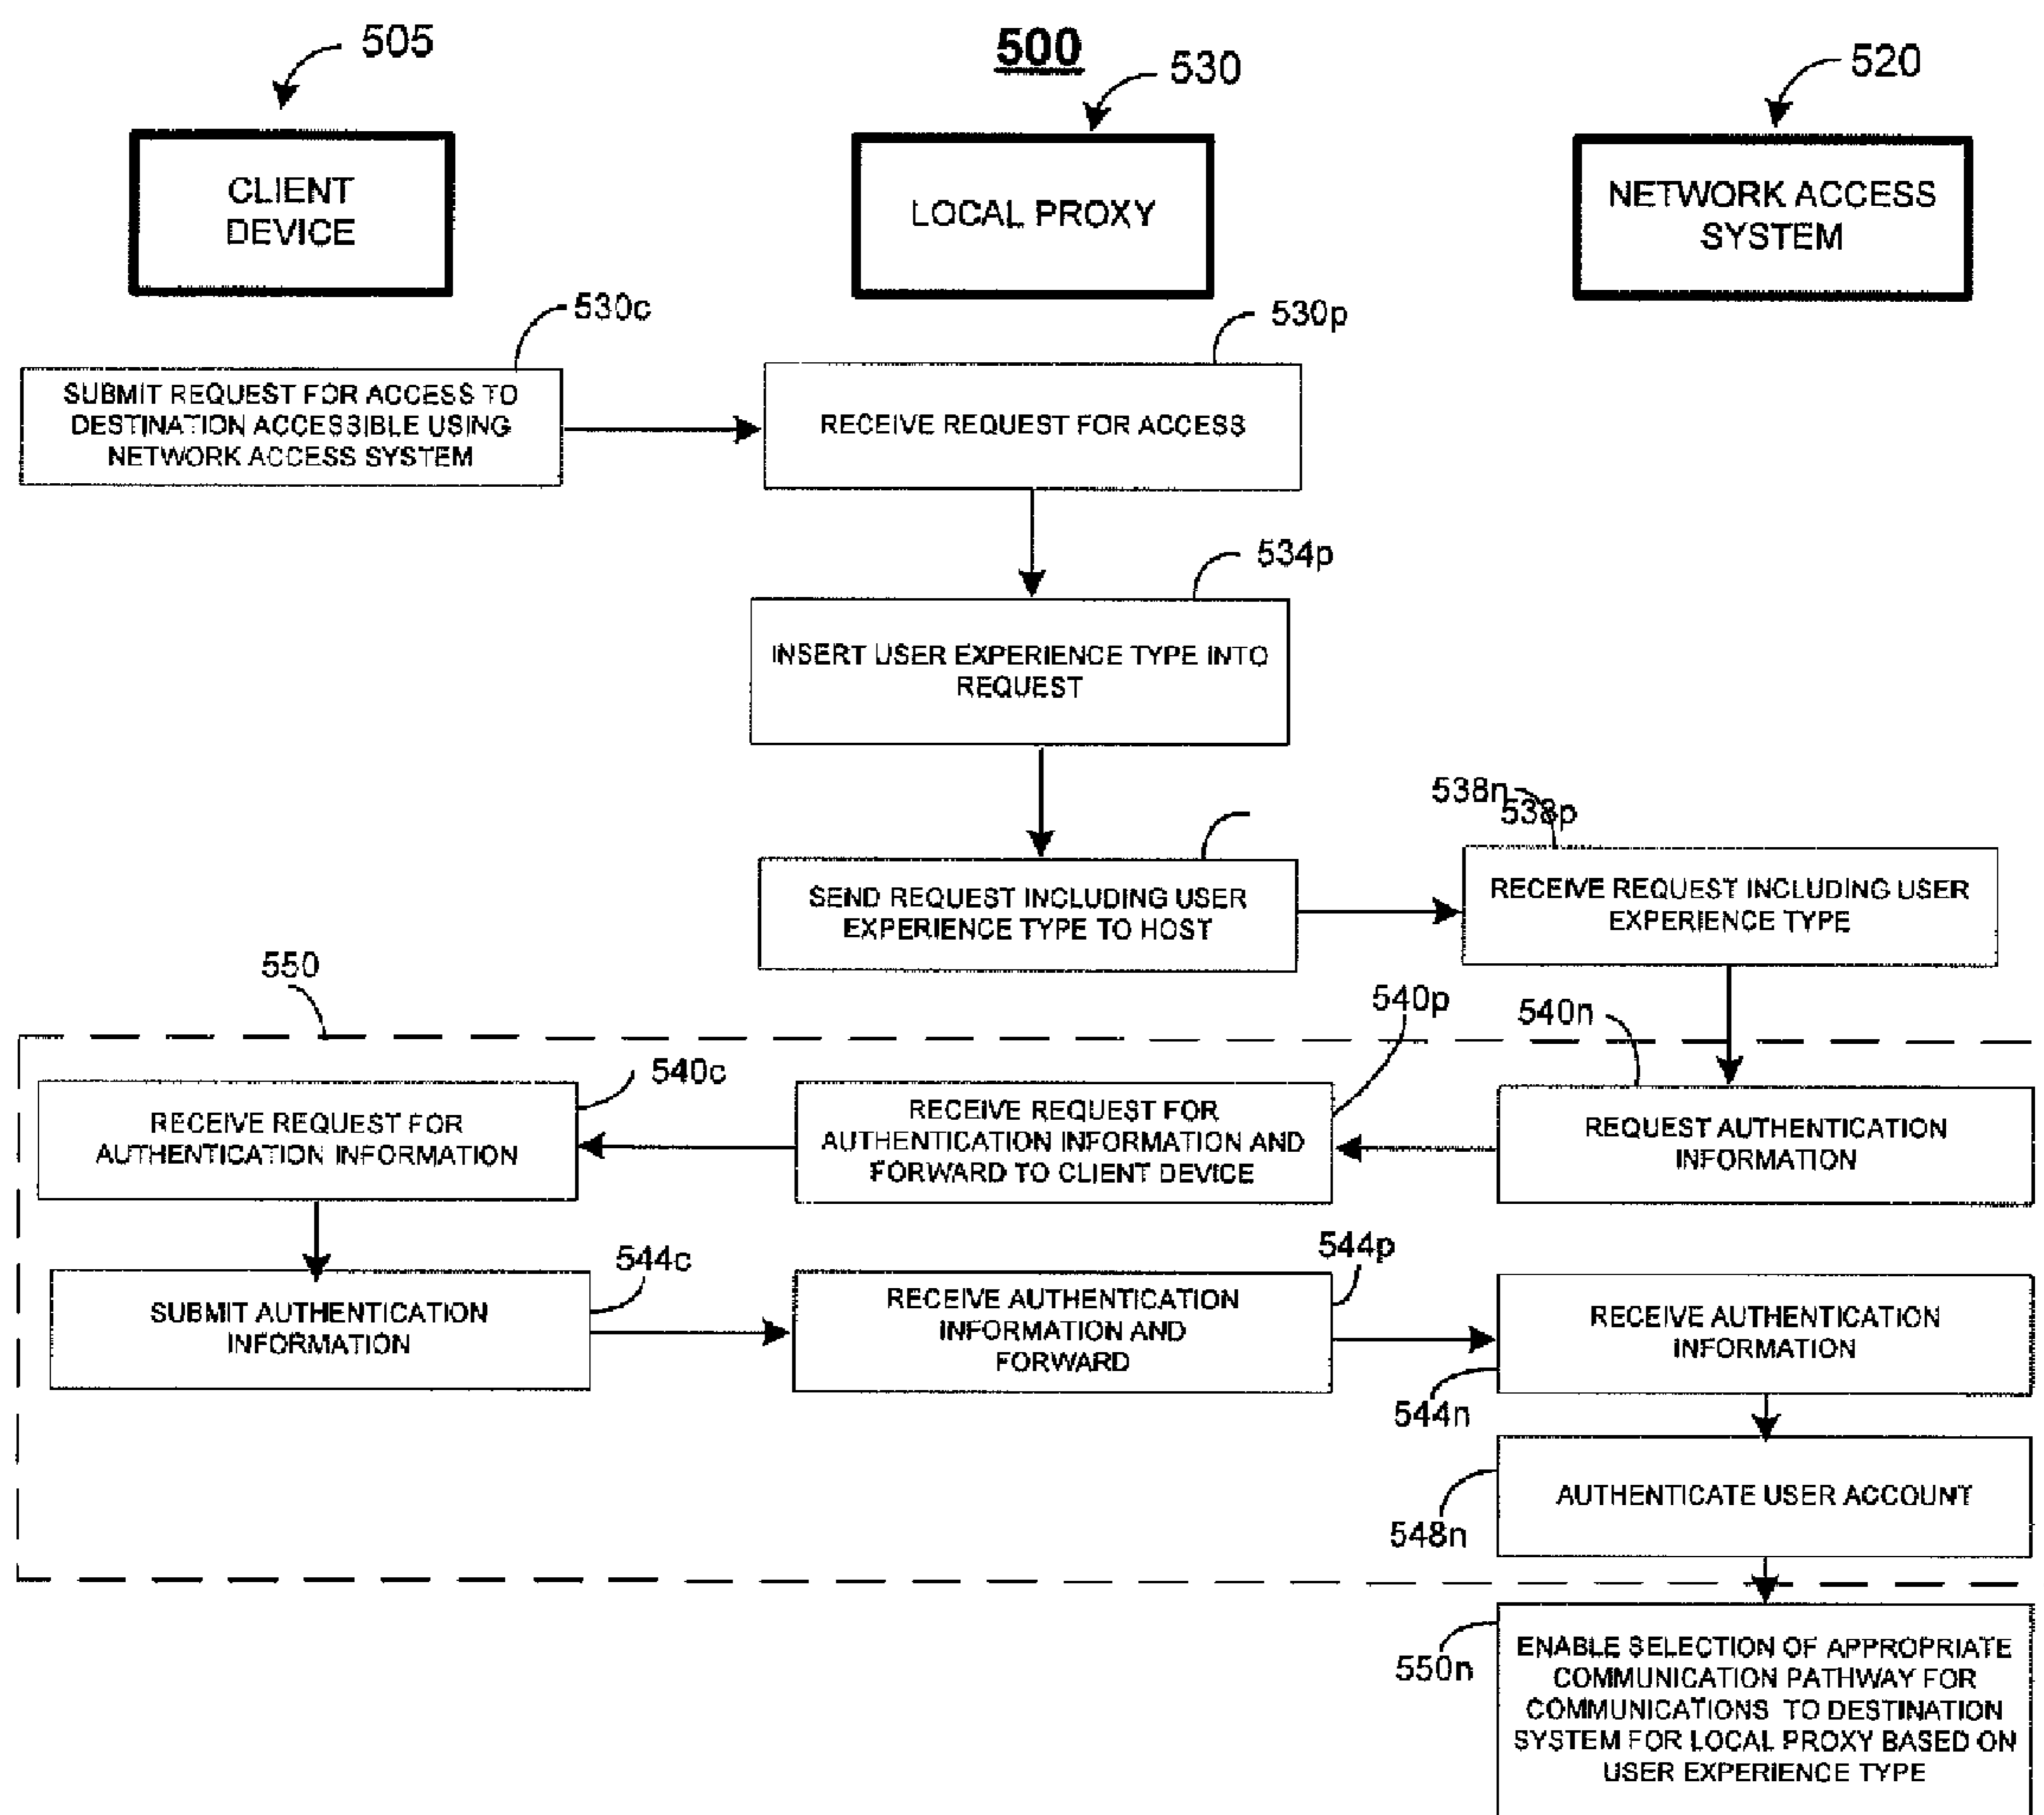 505
500
530
520
CLIENT
DEVICE
LOCAL PROXY
NETWORK ACCESS
SYSTEM
530c
530p
SUBMIT REQUEST FOR ACCESS TO
DESTINATION ACCESSIBLE USING
NETWORK ACCESS SYSTEM
RECEIVE REQUEST FOR ACCESS
534p
INSERT USER EXPERIENCE TYPE INTO
REQUEST
538n
538p
SEND REQUEST INCLUDING USER
EXPERIENCE TYPE TO HOST
RECEIVE REQUEST INCLUDING USER
EXPERIENCE TYPE
550
540p
540n
540c
RECEIVE REQUEST FOR
AUTHENTICATION INFORMATION
RECEIVE REQUEST FOR
AUTHENTICATION INFORMATION AND
FORWARD TO CLIENT DEVICE
REQUEST AUTHENTICATION
INFORMATION
544c
544p
SUBMIT AUTHENTICATION
INFORMATION
RECEIVE AUTHENTICATION
INFORMATION AND
FORWARD
RECEIVE AUTHENTICATION
INFORMATION
544n
AUTHENTICATE USER ACCOUNT
548n
ENABLE SELECTION OF APPROPRIATE
COMMUNICATION PATHWAY FOR
COMMUNICATIONS TO DESTINATION
SYSTEM FOR LOCAL PROXY BASED ON
USER EXPERIENCE TYPE
550n